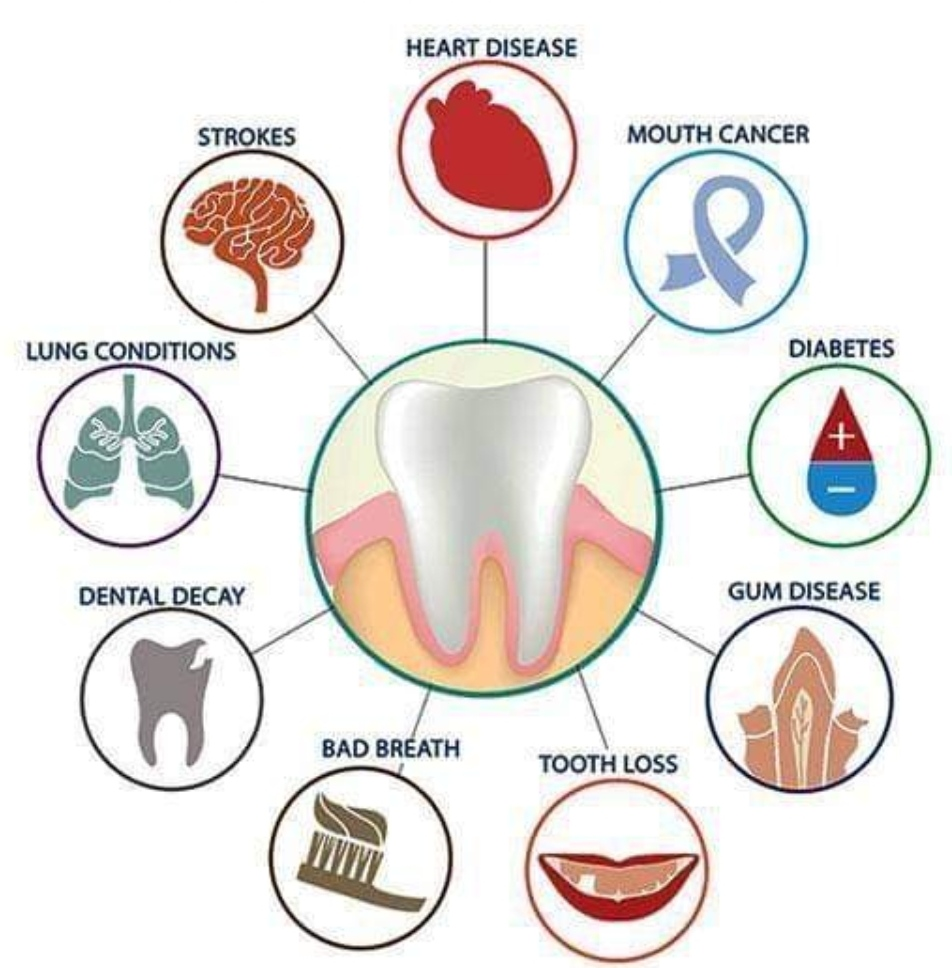 HEART DISEASE
STROKES
MOUTH CANCER
LUNG CONDITIONS
DIABETES
DENTAL DECAY
GUM DISEASE
BAD BREATH
TOOTH LOSS
+
−